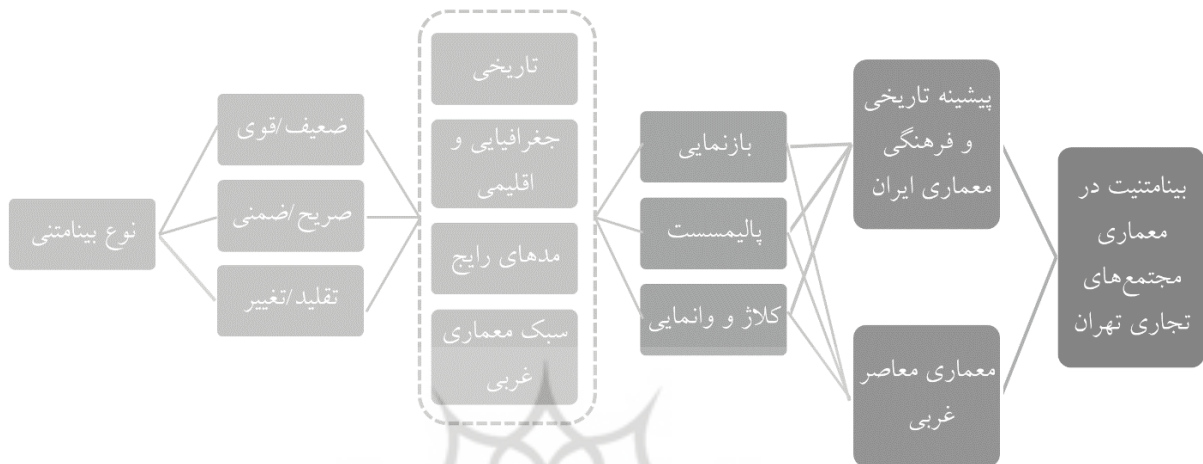 بینامتنیت در
معماری
مجتمع‌های
تجاری تهران
پیشینه تاریخی
و فرهنگی
معماری ایران
معماری معاصر
غربی
بازنمایی
پالیمسست
کلاژ و وانمایی
تاریخی
جغرافیایی و
اقلیمی
مدهای رایج
سبک معماری
غربی
ضعیف/قوی
صریح/ضمنی
تقلید/تغییر
نوع بینامتنی